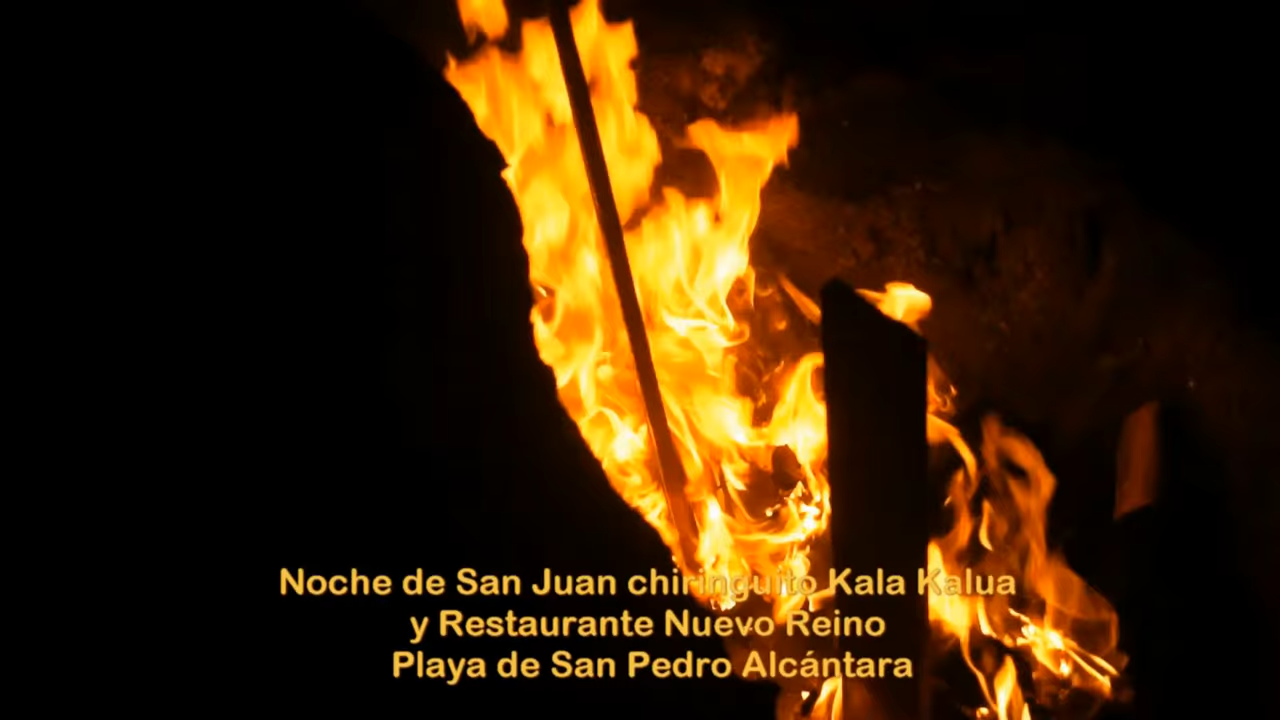 Noche de San Juan chiringuito Kala Kalua
y Restaurante Nuevo Reino
Playa de San Pedro Alcántara